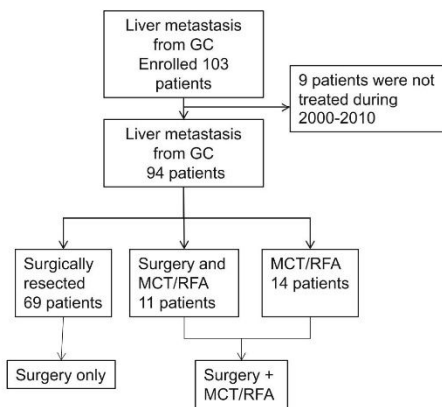 Liver metastasis
from GC
Enrolled 103
patients
9 patients were not
treated during
2000-2010
Liver metastasis
from GC
94 patients
Surgically
resected
69 patients
Surgery and
MCT/RFA
11 patients
MCT/RFA
14 patients
Surgery only
Surgery +
MCT/RFA